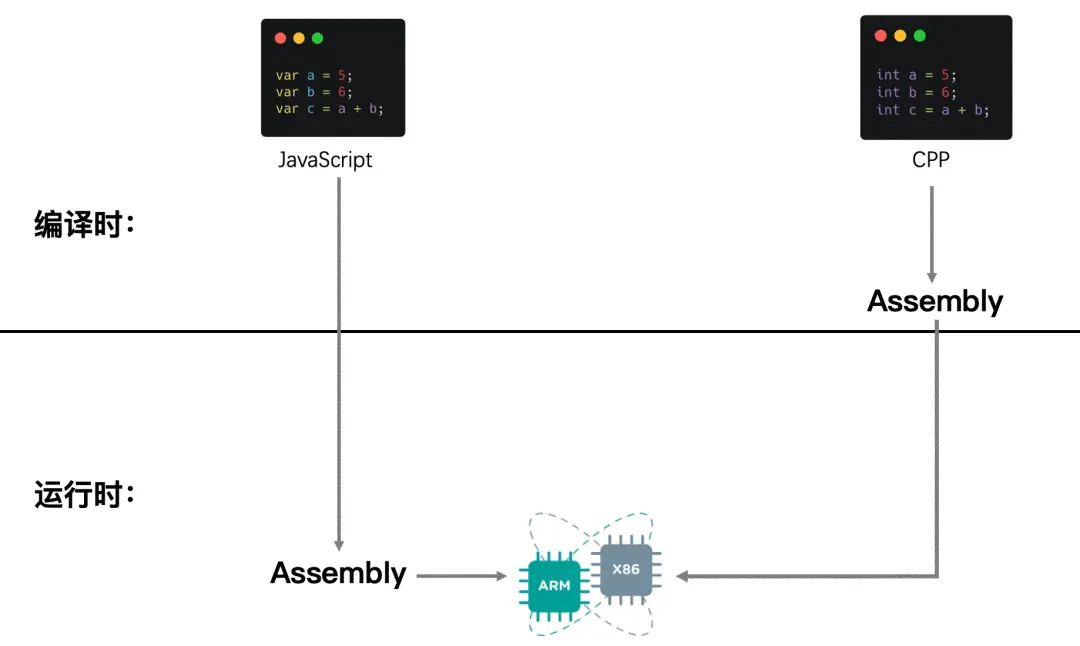 var a = 5;
var b = 6;
var c = a + b;
JavaScript
int a = 5;
int b = 6;
int c = a + b;
CPP
编译时:
Assembly
运行时:
Assembly
ARM
X86